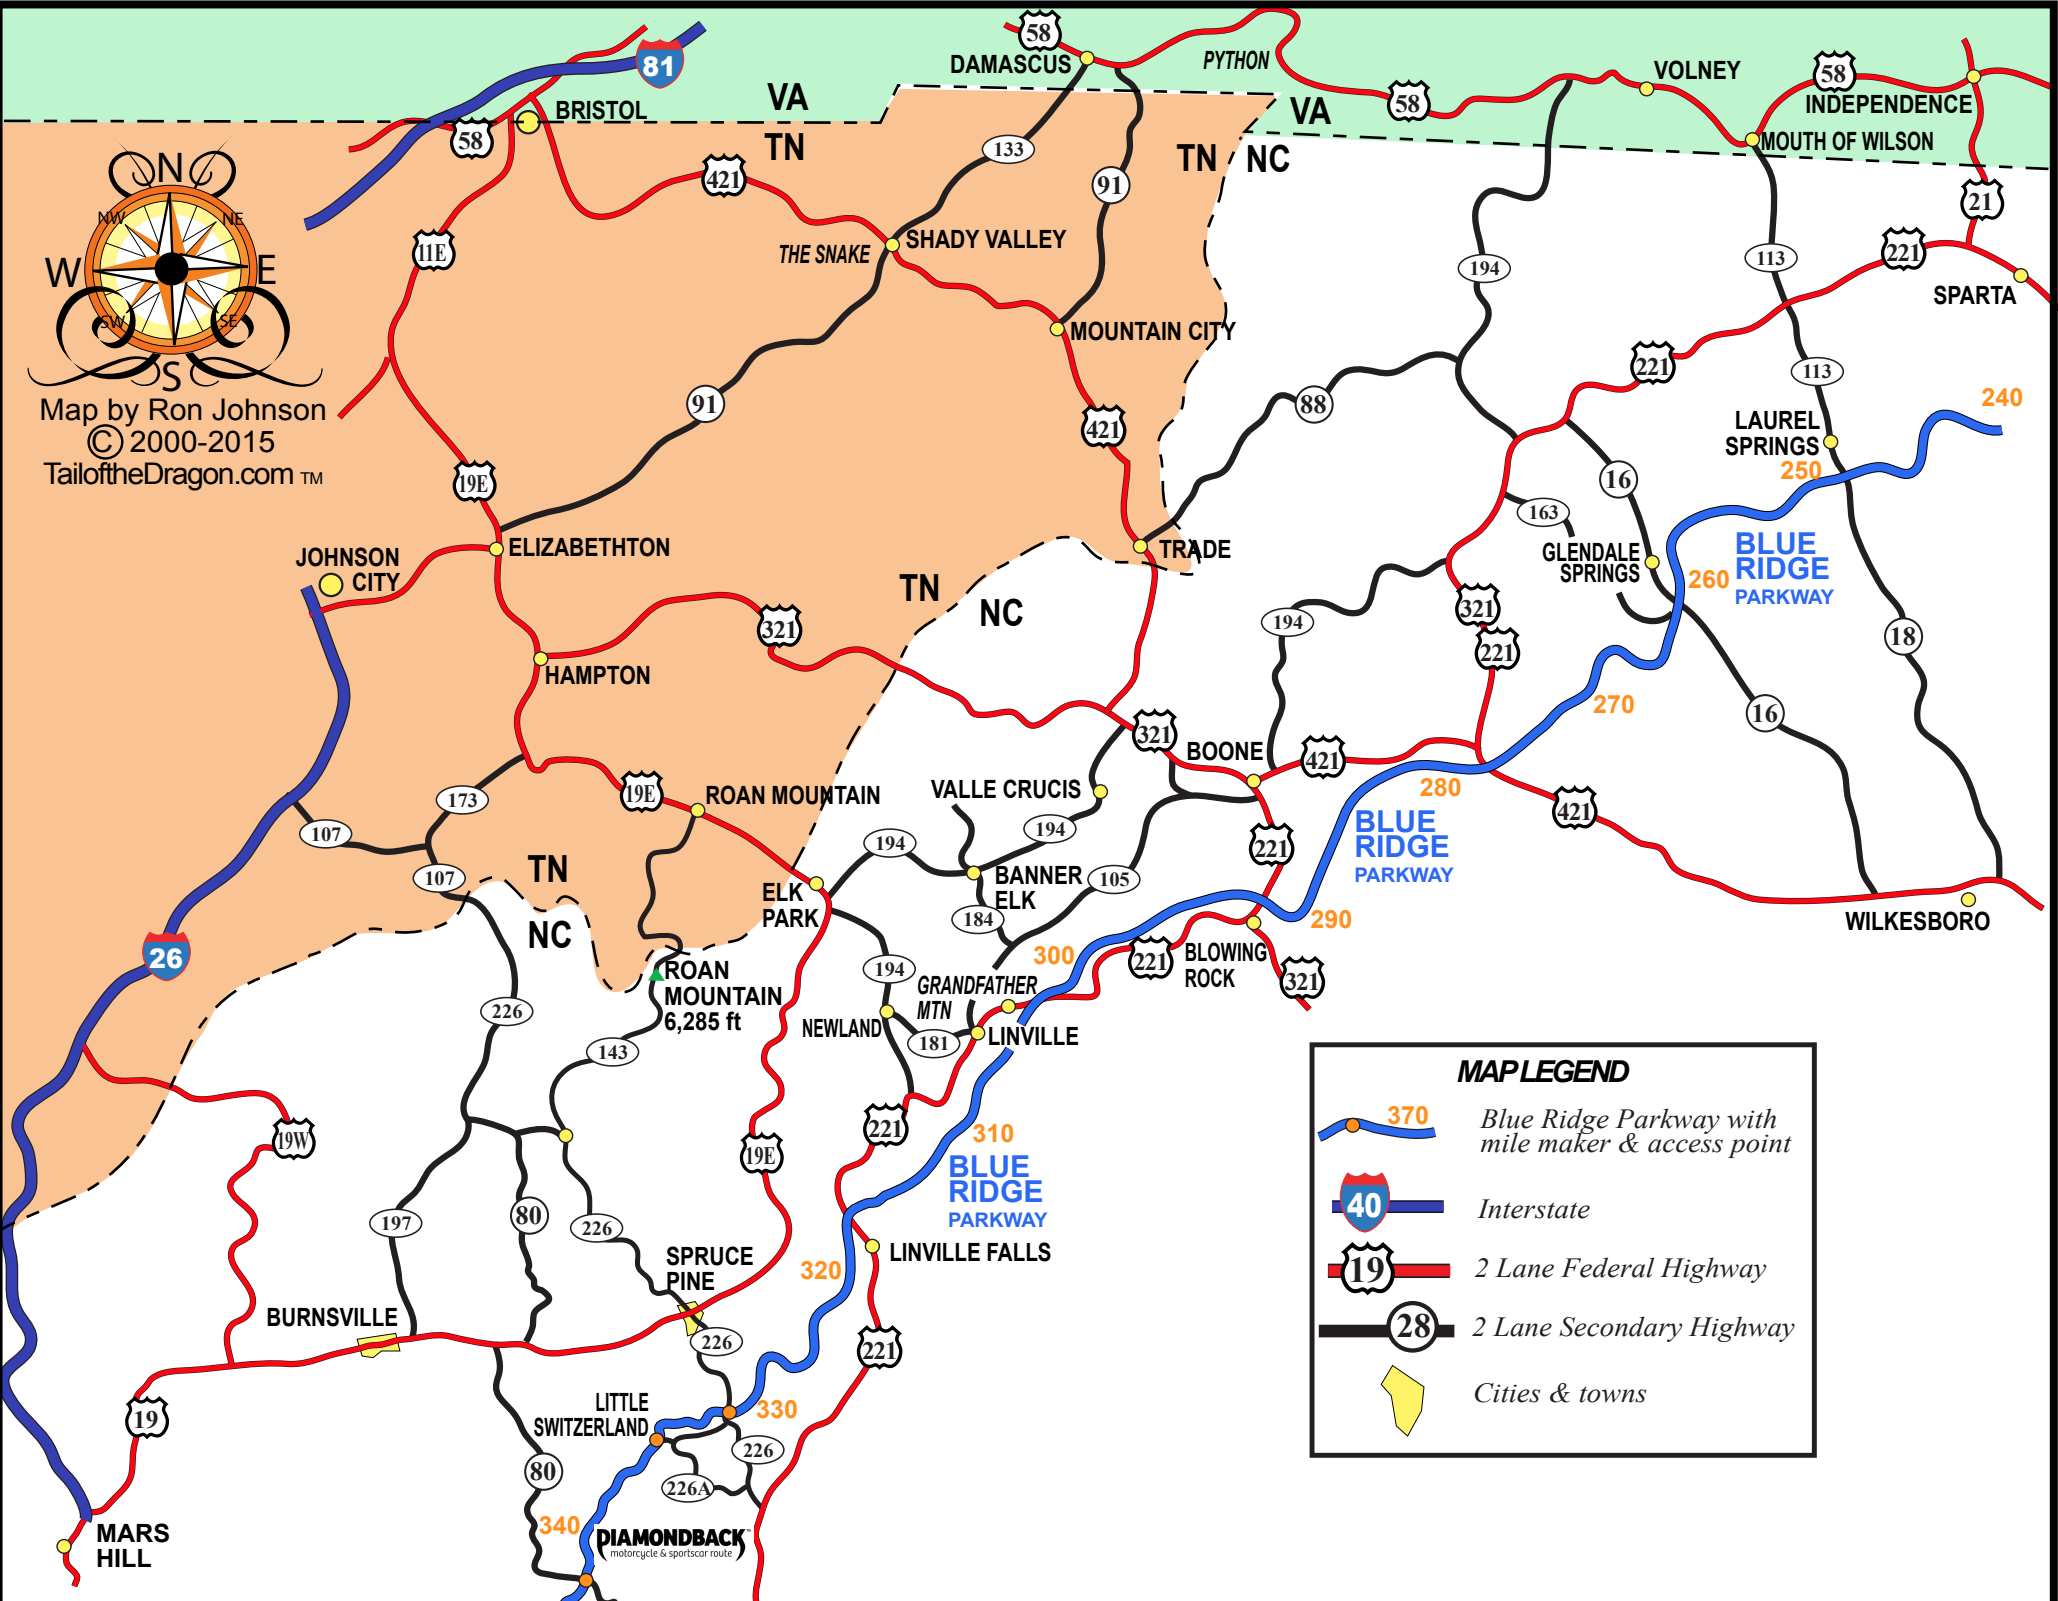 58
DAMASCUS
PYTHON
81
VA
BRISTOL
58
TN
VA
58
VOLNEY
58
INDEPENDENCE
MOUTH OF WILSON
133
91
TN
NC
421
21
N
NW
NE
W
E
SW
SE
S
11E
THE SNAKE
SHADY VALLEY
194
113
221
SPARTA
MOUNTAIN CITY
Map by Ron Johnson
© 2000-2015
TailoftheDragon.com TM
91
421
88
221
113
240
LAUREL
SPRINGS
250
19E
16
163
JOHNSON
CITY
ELIZABETHTON
TRADE
GLENDALE
SPRINGS
260
BLUE
RIDGE
PARKWAY
TN
NC
321
194
321
221
18
HAMPTON
270
16
321
BOONE
421
280
173
19E
ROAN MOUNTAIN
VALLE CRUCIS
107
194
194
421
BLUE
RIDGE
PARKWAY
221
TN
107
ELK
PARK
BANNER
ELK
105
184
NC
290
WILKESBORO
26
300
221
BLOWING
ROCK
321
ROAN
MOUNTAIN
6,285 ft
194
GRANDFATHER
MTN
226
NEWLAND
181
LINVILLE
143
19W
19E
221
310
BLUE
RIDGE
PARKWAY
197
80
226
SPRUCE
PINE
320
LINVILLE FALLS
BURNSVILLE
226
221
LITTLE
SWITZERLAND
330
19
226
80
226A
340
DIAMONDBACK
motorcycle & sportscar route
MARS
HILL
MAP LEGEND
370
Blue Ridge Parkway with
mile maker & access point
40
Interstate
19
2 Lane Federal Highway
28
2 Lane Secondary Highway
Cities & towns